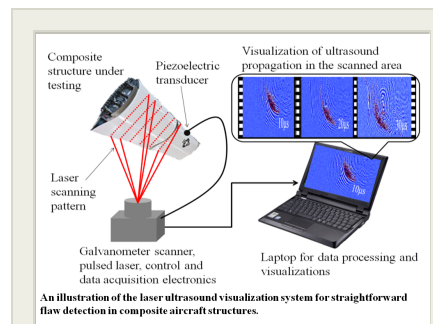 Composite
structure under
testing
Piezoelectric
transducer
Visualization of ultrasound
propagation in the scanned area
10μs
20μs
30μs
Laser
scanning
pattern
10μs
Galvanometer scanner,
pulsed laser, control and
data acquisition electronics
Laptop for data processing and
visualizations
An illustration of the laser ultrasound visualization system for straightforward
flaw detection in composite aircraft structures.